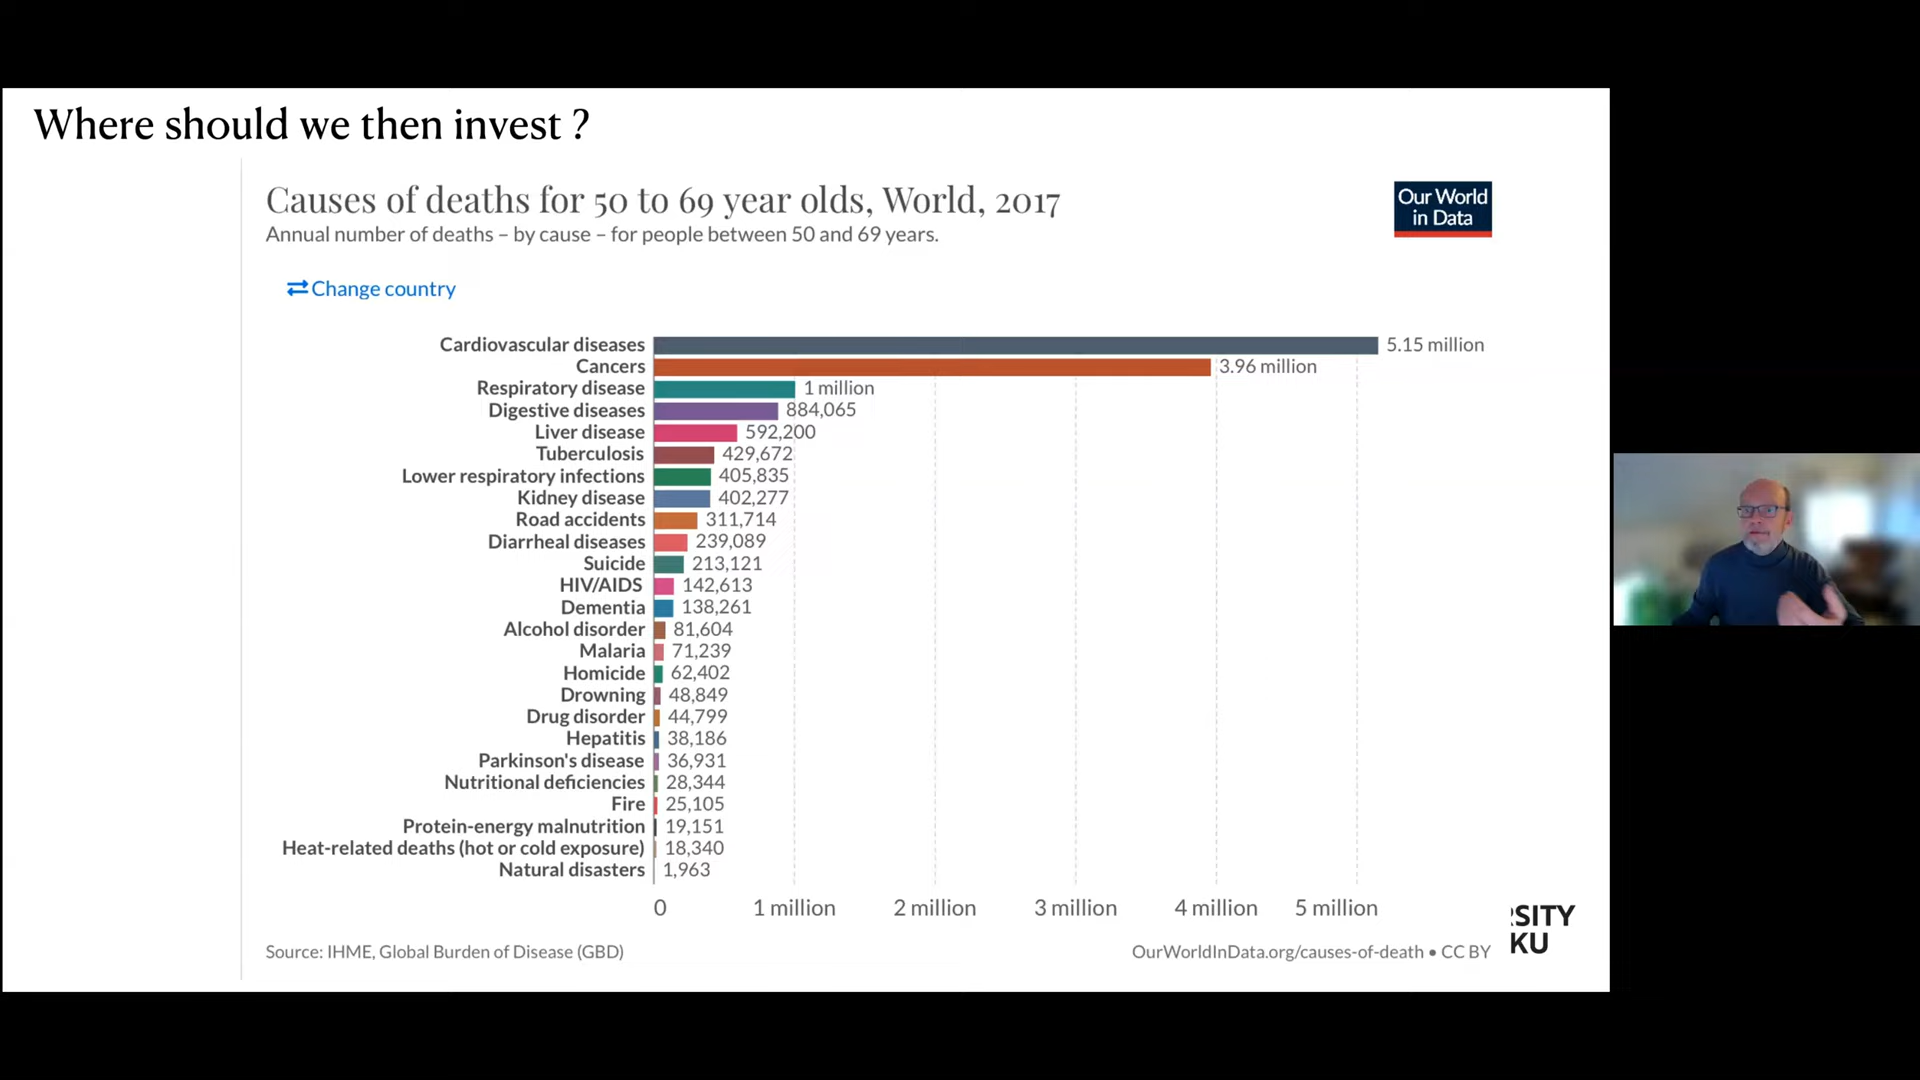 Where should we then invest ?
Causes of deaths for 50 to 69 year olds, World, 2017
Annual number of deaths – by cause – for people between 50 and 69 years.
Our World
in Data
Change country
Cardiovascular diseases 5.15 million
Cancers 3.96 million
Respiratory disease 1 million
Digestive diseases 884,065
Liver disease 592,200
Tuberculosis 429,672
Lower respiratory infections 405,835
Kidney disease 402,277
Road accidents 311,714
Diarrheal diseases 239,089
Suicide 213,121
HIV/AIDS 142,613
Dementia 138,261
Alcohol disorder 81,604
Malaria 71,239
Homicide 62,402
Drowning 48,849
Drug disorder 44,799
Hepatitis 38,186
Parkinson's disease 36,931
Nutritional deficiencies 28,344
Fire 25,105
Protein-energy malnutrition 19,151
Heat-related deaths (hot or cold exposure) 18,340
Natural disasters 1,963
0 1 million 2 million 3 million 4 million 5 million
SITY
KU
Source: IHME, Global Burden of Disease (GBD)
OurWorldInData.org/causes-of-death • CC BY